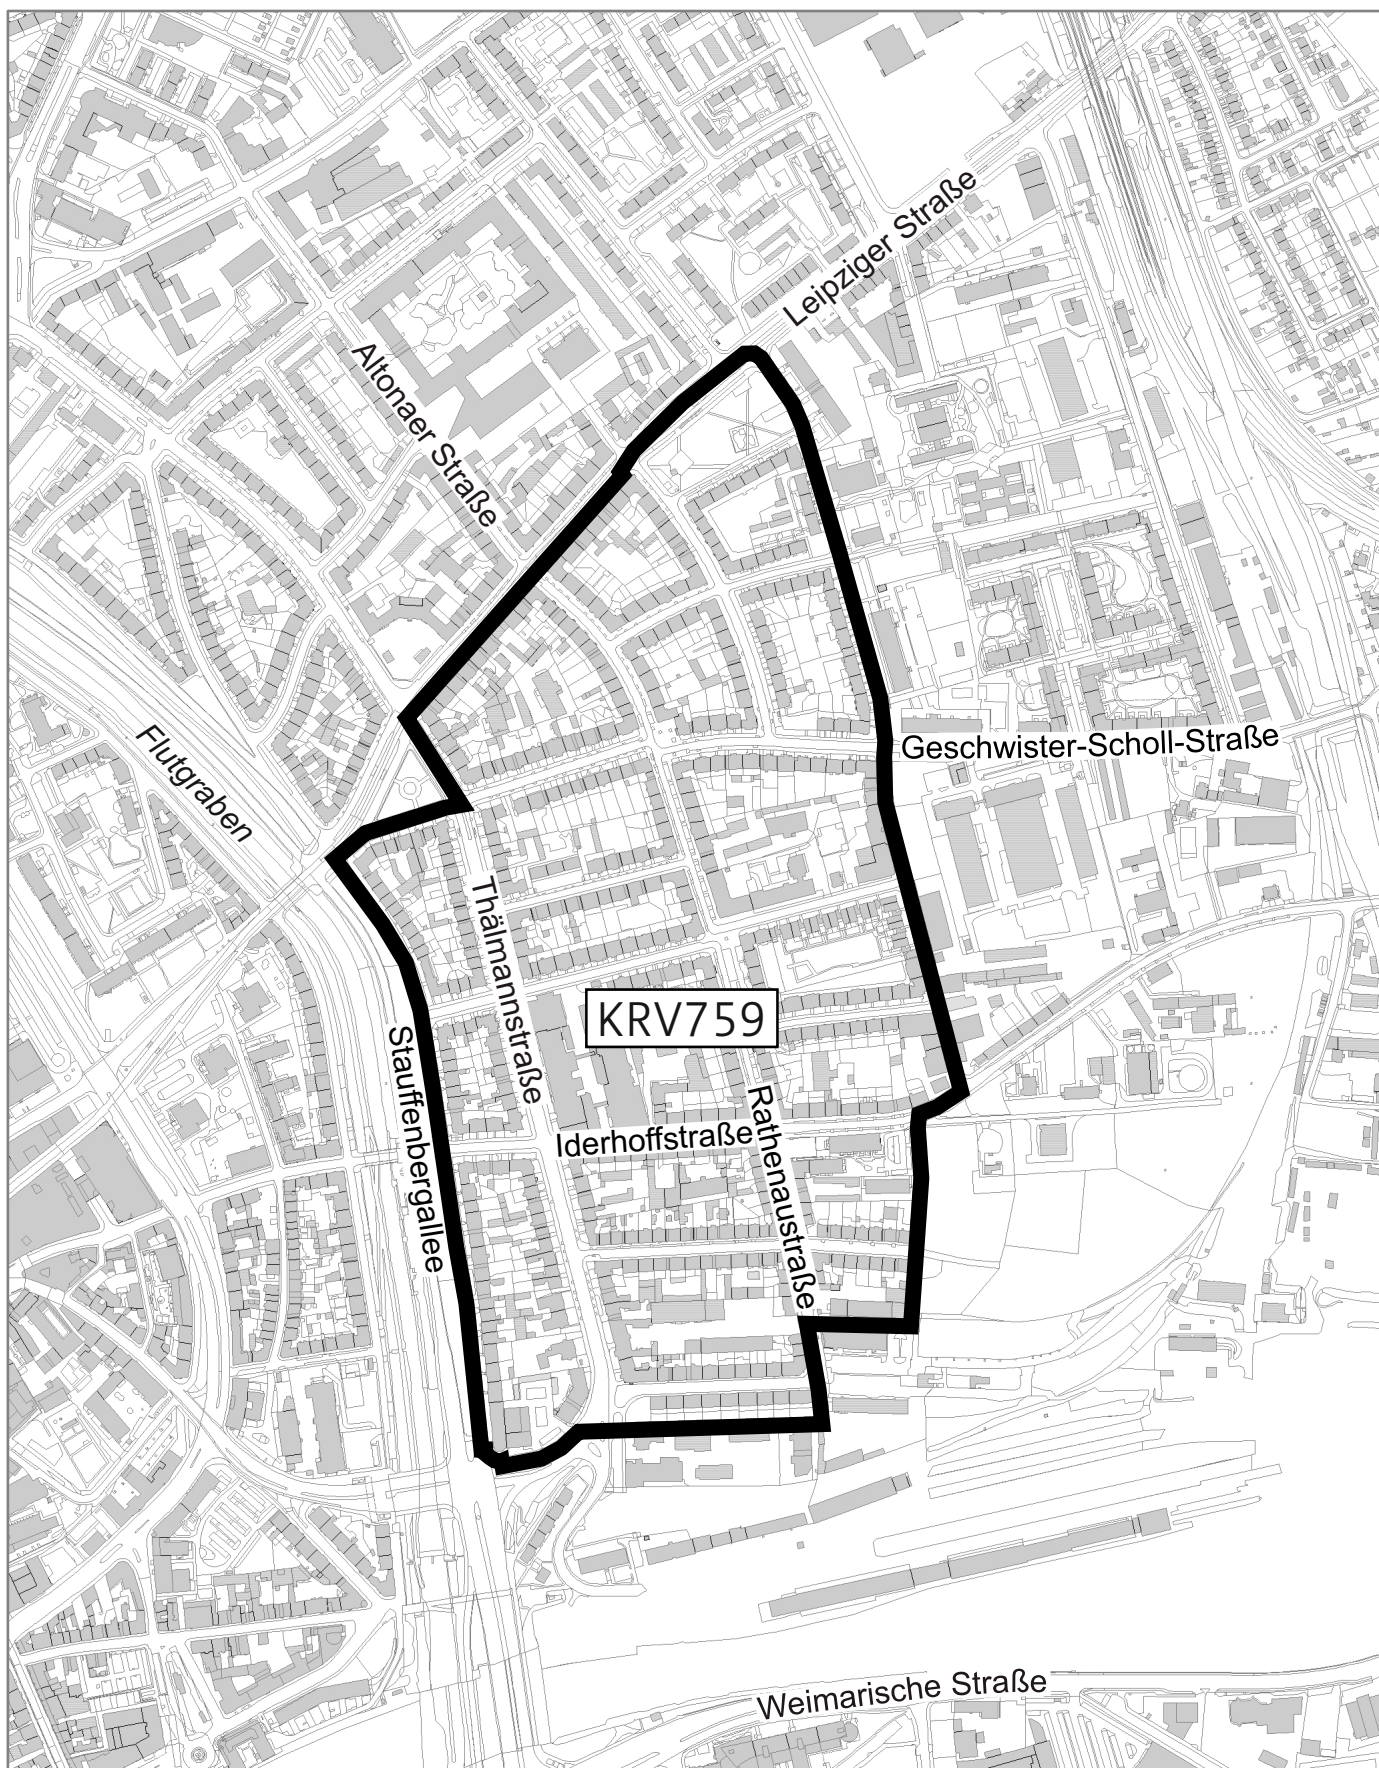 Leipziger Straße
Altonaer Straße
Flutgraben
Geschwister-Scholl-Straße
Thälmannstraße
KRV759
Stauffenbergallee
Iderhoffstraße
Rathenaustraße
Weimarische Straße